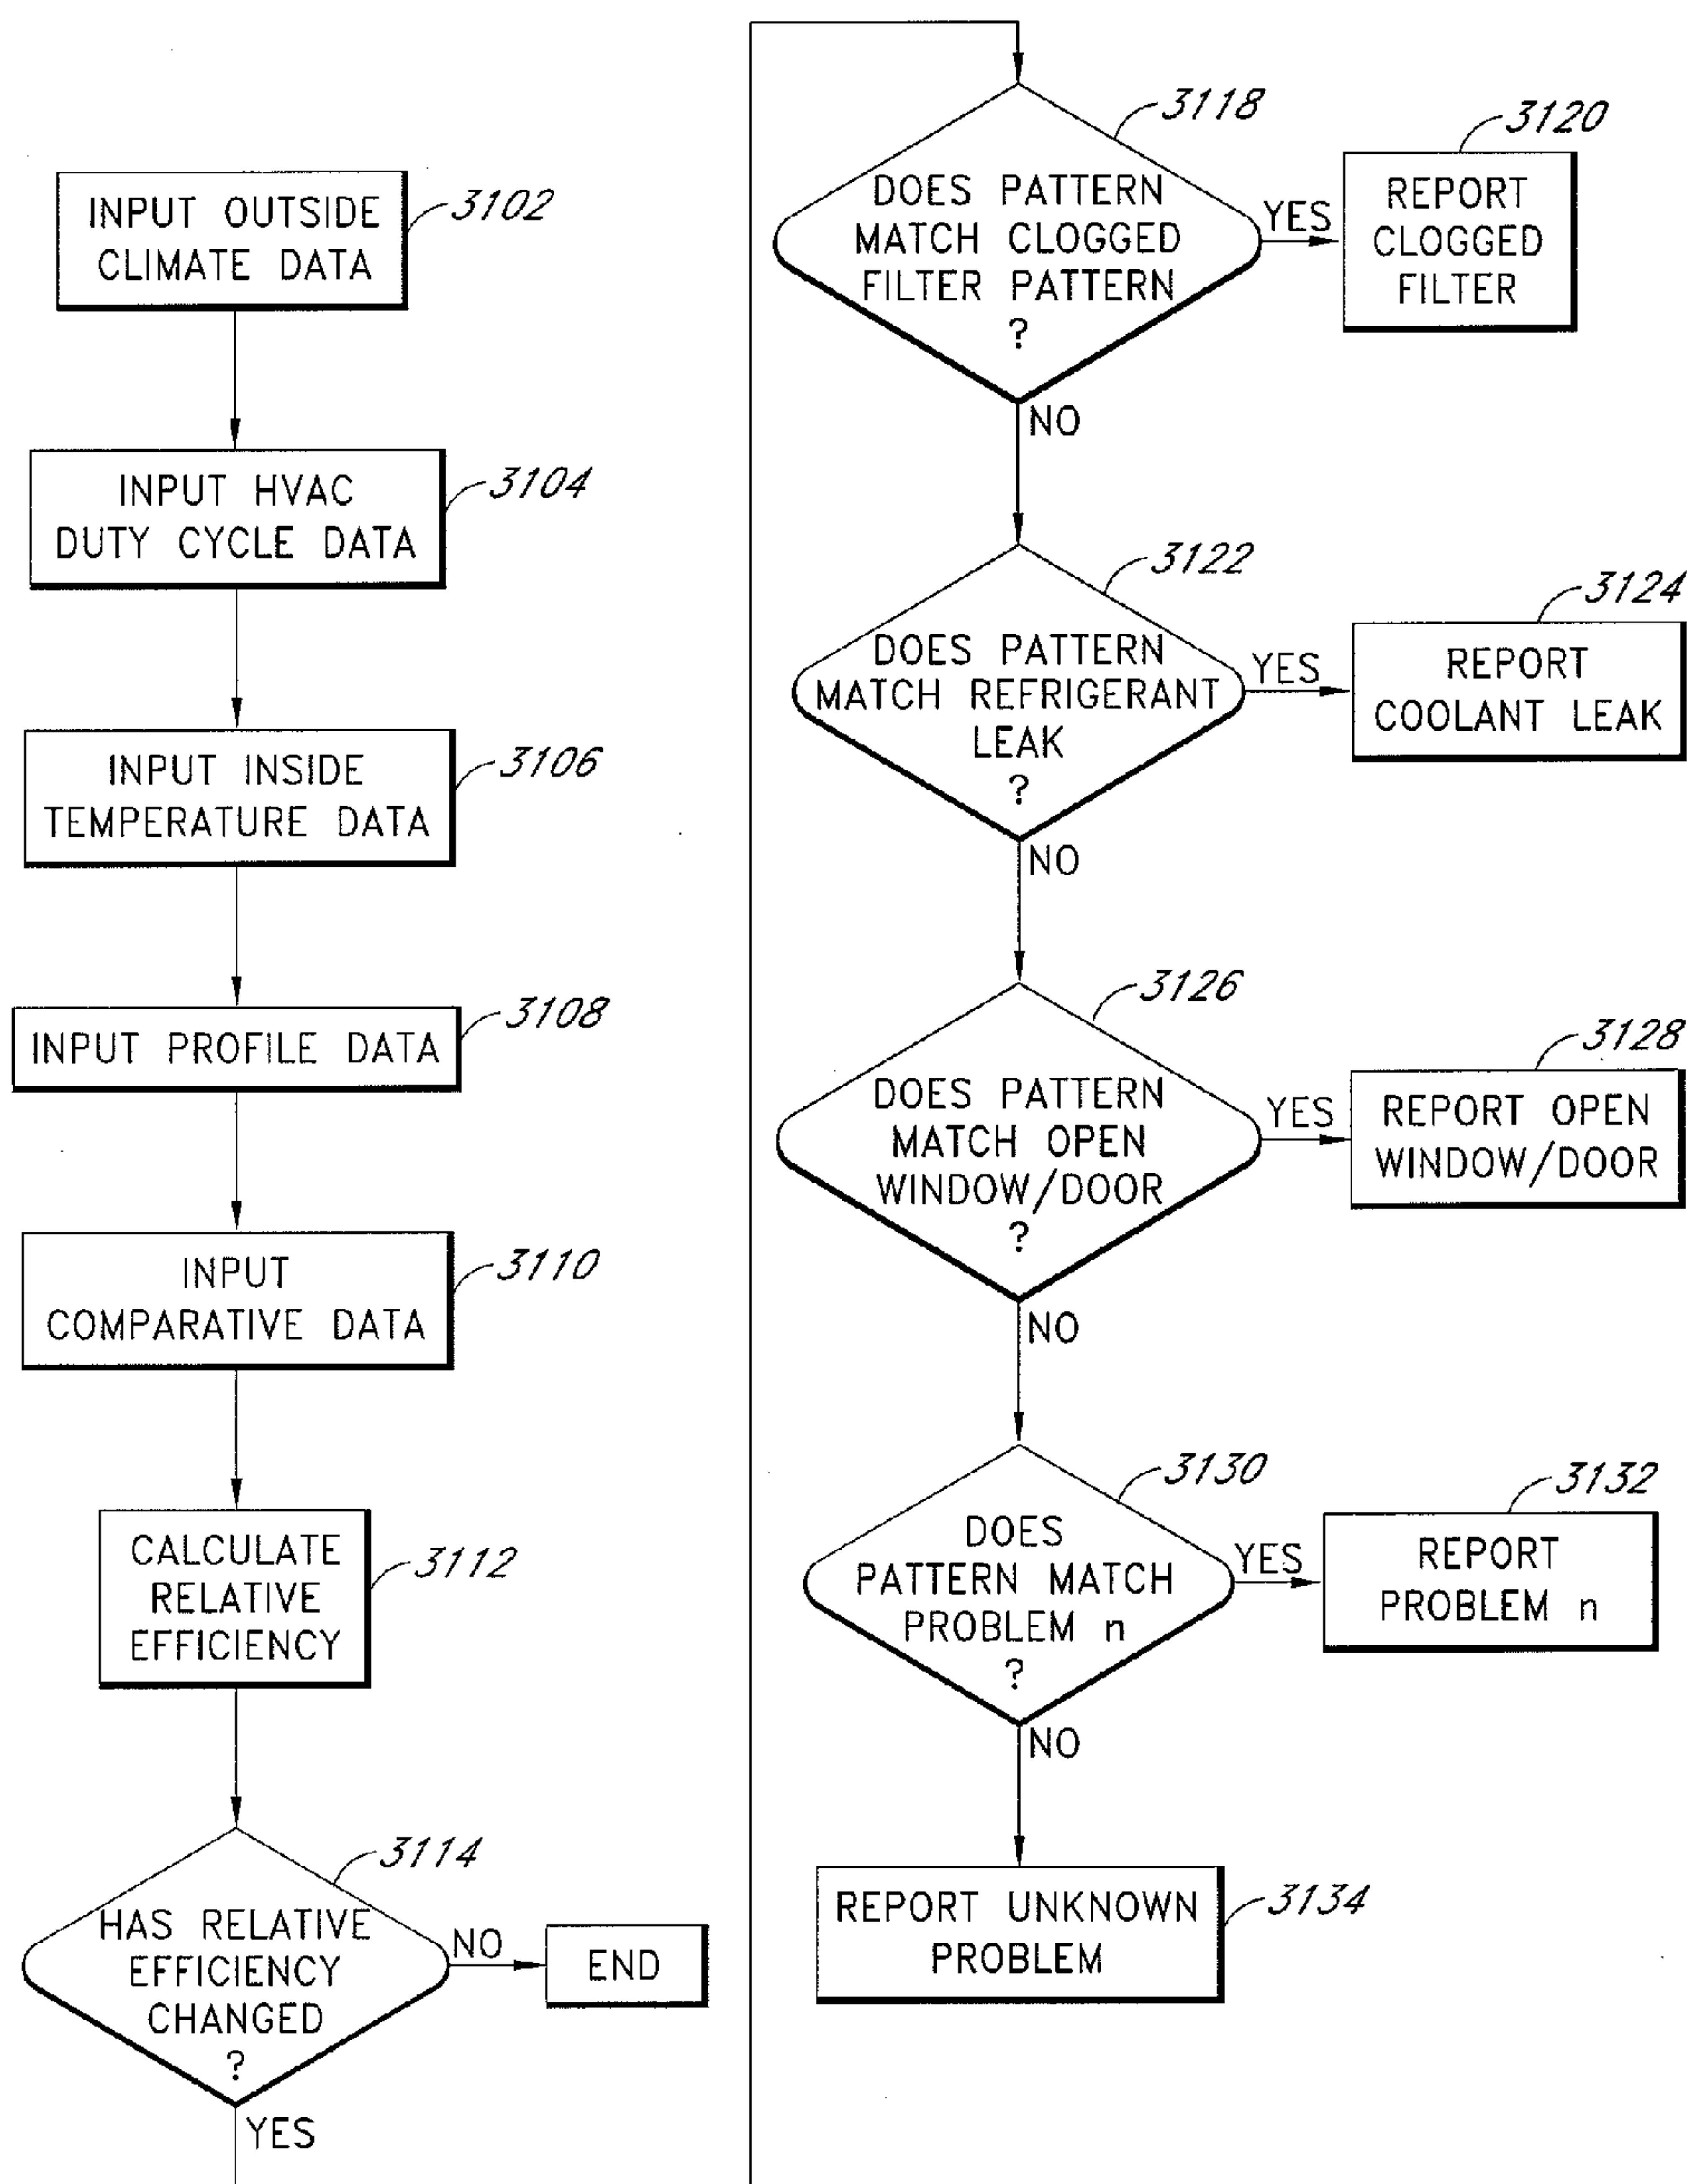 INPUT OUTSIDE
CLIMATE DATA
3102
INPUT HVAC
DUTY CYCLE DATA
3104
INPUT INSIDE
TEMPERATURE DATA
3106
INPUT PROFILE DATA
3108
INPUT
COMPARATIVE DATA
3110
CALCULATE
RELATIVE
EFFICIENCY
3112
3114
HAS RELATIVE
EFFICIENCY
CHANGED
?
NO
END
YES
3118
DOES PATTERN
MATCH CLOGGED
FILTER PATTERN
?
YES
3120
REPORT
CLOGGED
FILTER
NO
3122
DOES PATTERN
MATCH REFRIGERANT
LEAK
?
YES
3124
REPORT
COOLANT LEAK
NO
3126
DOES PATTERN
MATCH OPEN
WINDOW/DOOR
?
YES
3128
REPORT OPEN
WINDOW/DOOR
NO
3130
DOES
PATTERN MATCH
PROBLEM n
?
YES
3132
REPORT
PROBLEM n
NO
REPORT UNKNOWN
PROBLEM
3134